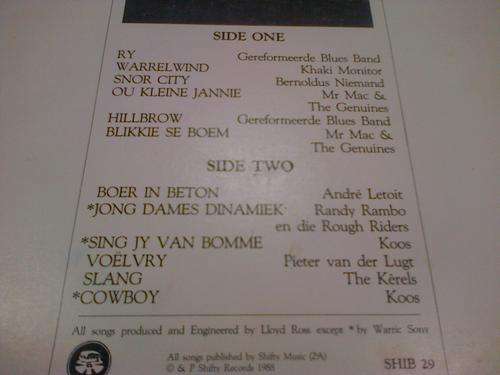 SIDE ONE
RY Gereformeerde Blues Band
WARRELWIND Khaki Monitor
SNOR CITY Bernoldus Niemand
OU KLEINE JANNIE Mr Mac &
The Genuines
HILLBROW Gereformeerde Blues Band
BLIKKIE SE BOEM Mr Mac &
The Genuines
SIDE TWO
BOER IN BETON André Letoit
*JONG DAMES DINAMIEK Randy Rambo
en die Rough Riders
*SING JY VAN BOMME Koos
VOËLVRY Pieter van der Lugt
SLANG The Kêrels
*COWBOY Koos
All songs produced and Engineered by Lloyd Ross except * by Warric Sony
All songs published by Shifty Music (ZA)
© & P Shifty Records 1988
SHIB 29